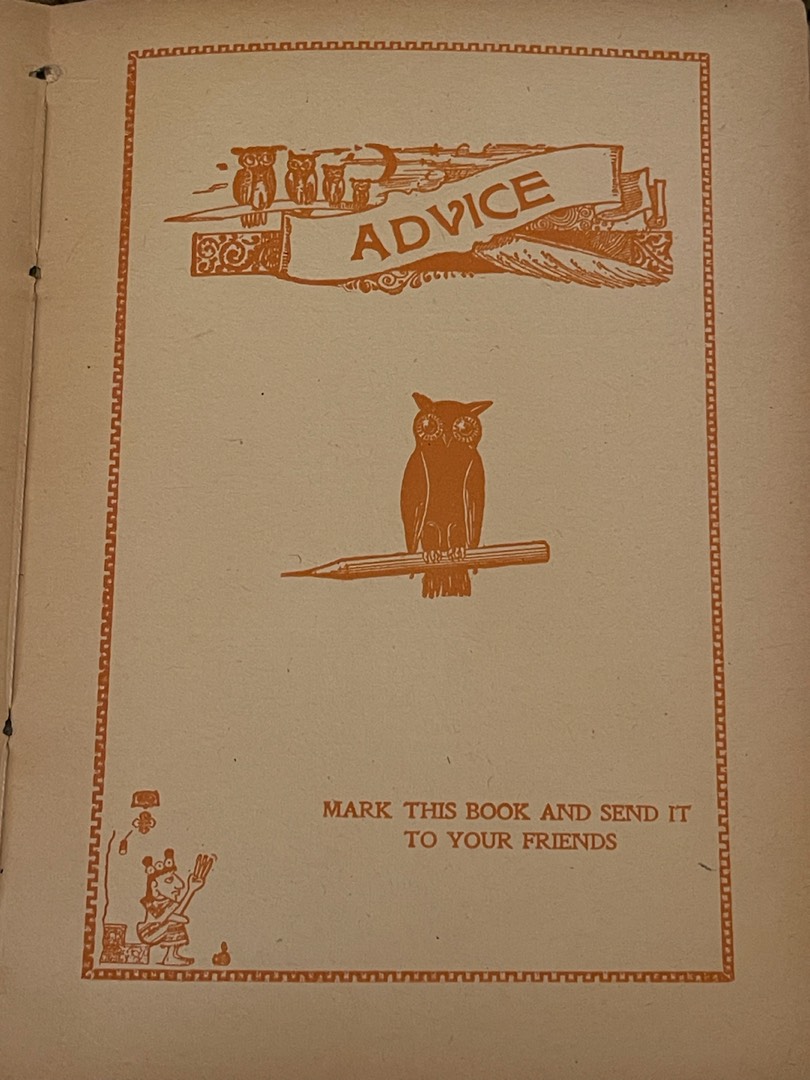 ADVICE
MARK THIS BOOK AND SEND IT
TO YOUR FRIENDS